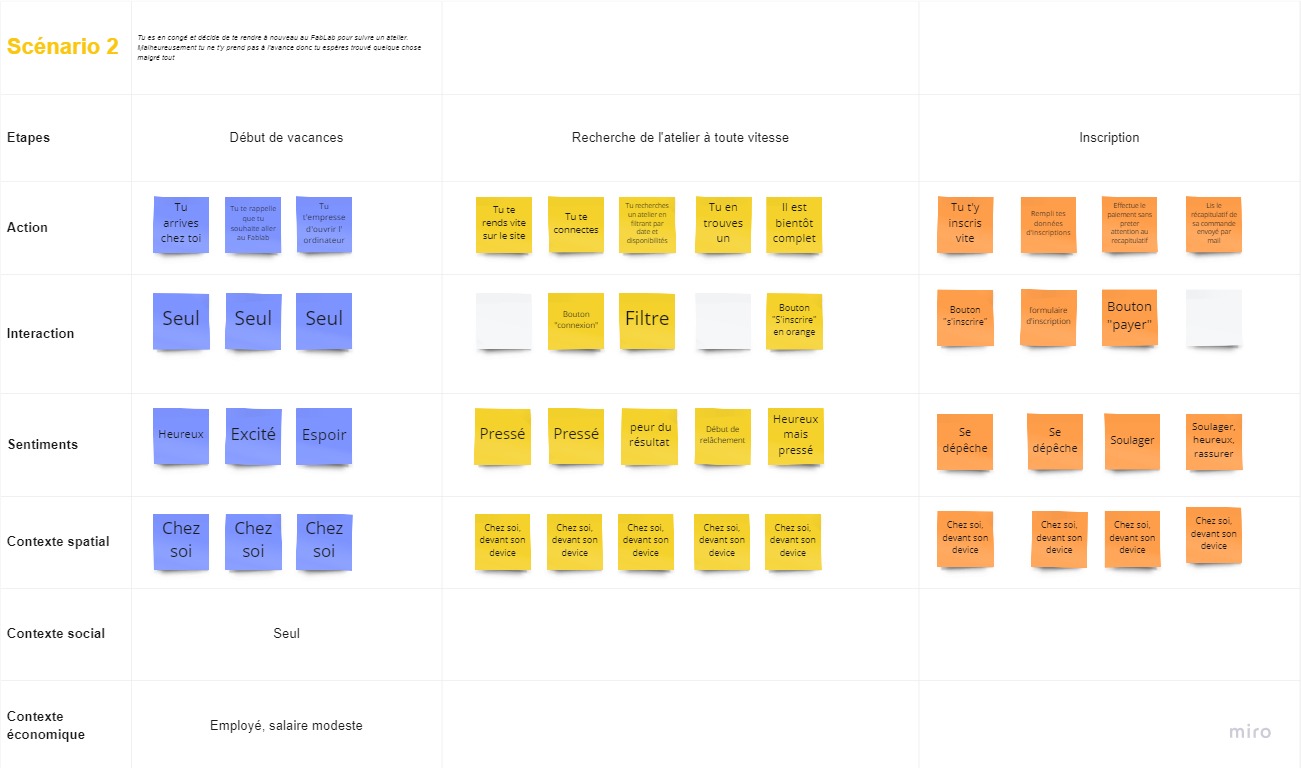 Scénario 2
Tu es en congé et décide de te rendre à nouveau au FabLab pour suivre un atelier.
Malheureusement tu ne t'y prend pas à l'avance donc tu espères trouvé quelque chose
malgré tout
Etapes
Début de vacances
Recherche de l'atelier à toute vitesse
Inscription
Action
Tu
arrives
chez toi
Tu te rappelle
que tu
souhaite aller
au Fablab
Tu
t'empresse
d'ouvrir l'
ordinateur
Tu te
rends vite
sur le site
Tu te
connectes
Tu recherches
un atelier en
filtrant par
date et
disponibilités
Tu en
trouves
un
Il est
bientôt
complet
Tu t'y
inscris
vite
Rempli tes
données
d'inscriptions
Effectue le
paiement sans
preter
attention au
recapitulatif
Lis le
récapitulatif de
sa commande
envoyé par
mail
Interaction
Seul
Seul
Seul
Bouton
"connexion"
Filtre
Bouton
"S'inscrire"
en orange
Bouton
"s'inscrire"
formulaire
d'inscription
Bouton
"payer"
Sentiments
Heureux
Excité
Espoir
Pressé
Pressé
peur du
résultat
Début de
relâchement
Heureux
mais
pressé
Se
dépêche
Se
dépêche
Soulager
Soulager,
heureux,
rassurer
Contexte spatial
Chez
soi
Chez
soi
Chez
soi
Chez soi,
devant son
device
Chez soi,
devant son
device
Chez soi,
devant son
device
Chez soi,
devant son
device
Chez soi,
devant son
device
Chez soi,
devant son
device
Chez soi,
devant son
device
Chez soi,
devant son
device
Chez soi,
devant son
device
Contexte social
Seul
Contexte
économique
Employé, salaire modeste
miro